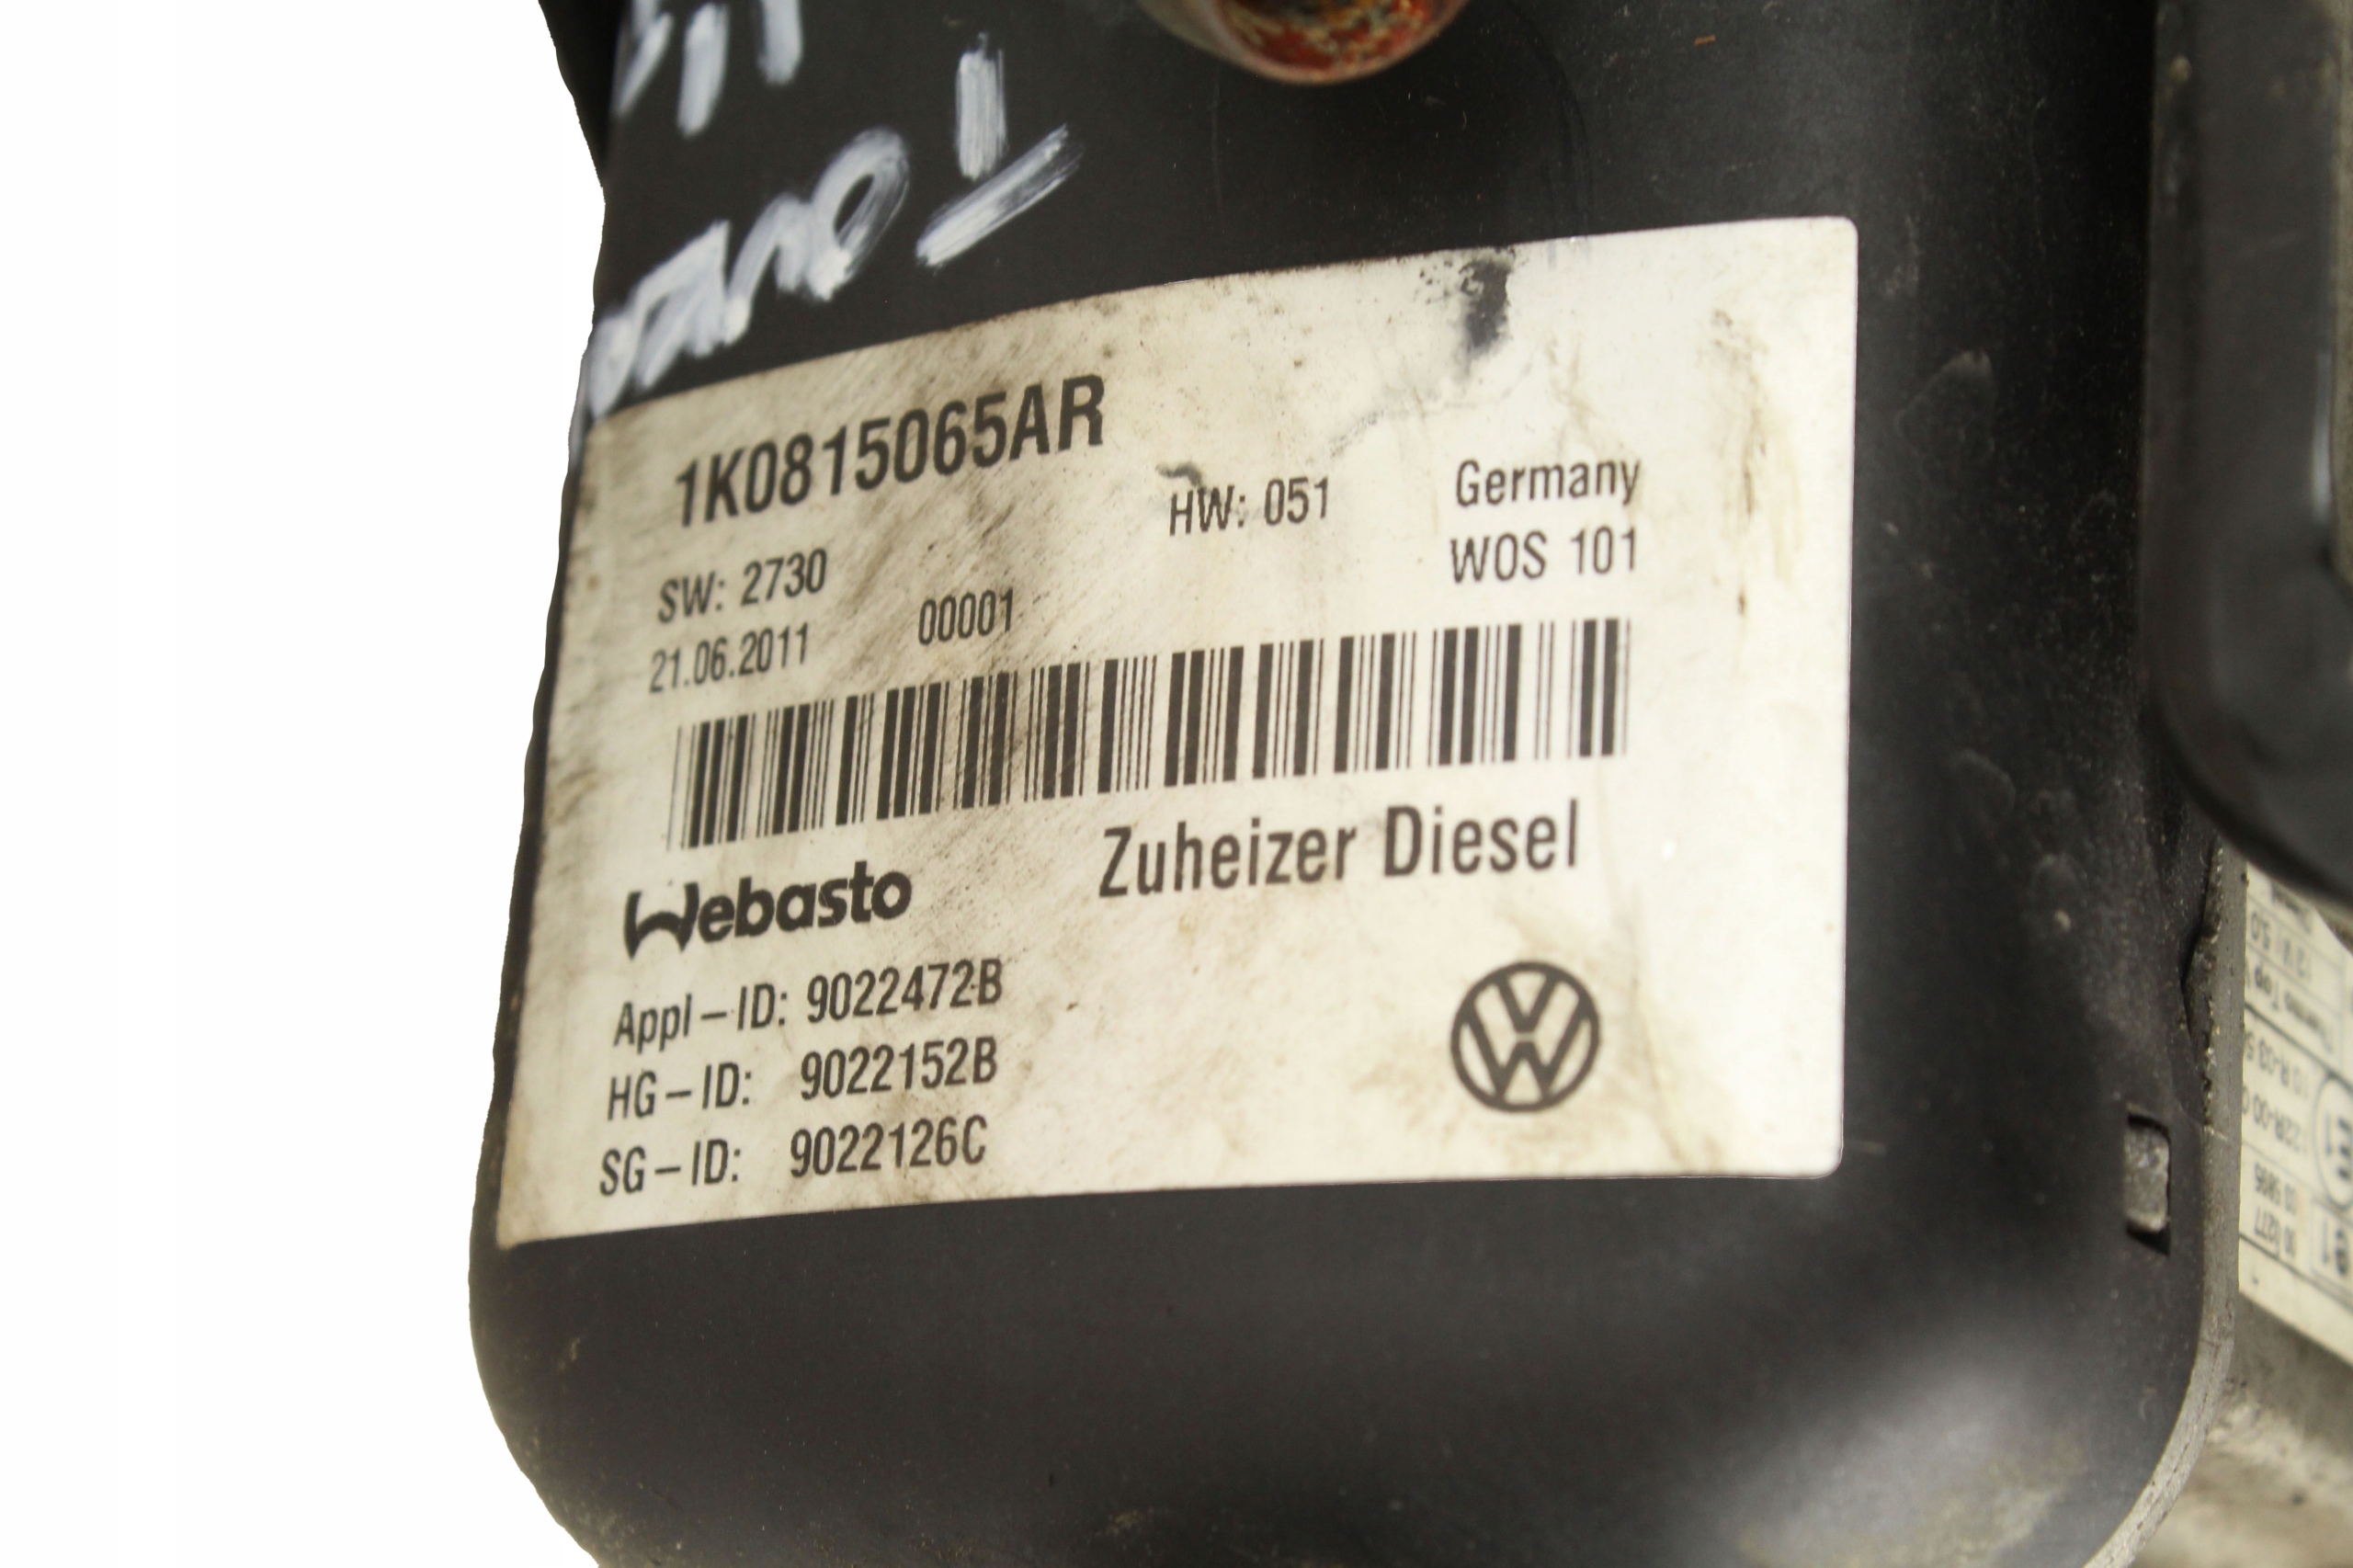 1K0815065AR
SW: 2730 HW: 051 Germany
21.06.2011 00001 WOS 101
Webasto Zuheizer Diesel
Appl-ID: 9022472B
HG-ID: 9022152B
SG-ID: 9022126C